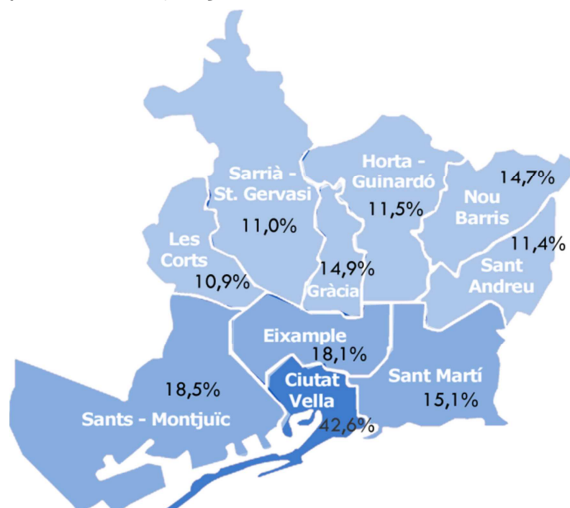 Sarrià -
St. Gervasi
11,0%
Horta -
Guinardó
11,5%
14,7%
Nou
Barris
Les
Corts
10,9%
14,9%
Gràcia
11,4%
Sant
Andreu
Eixample
18,1%
18,5%
Sants - Montjuïc
Ciutat
Vella
42,6%
Sant Martí
15,1%